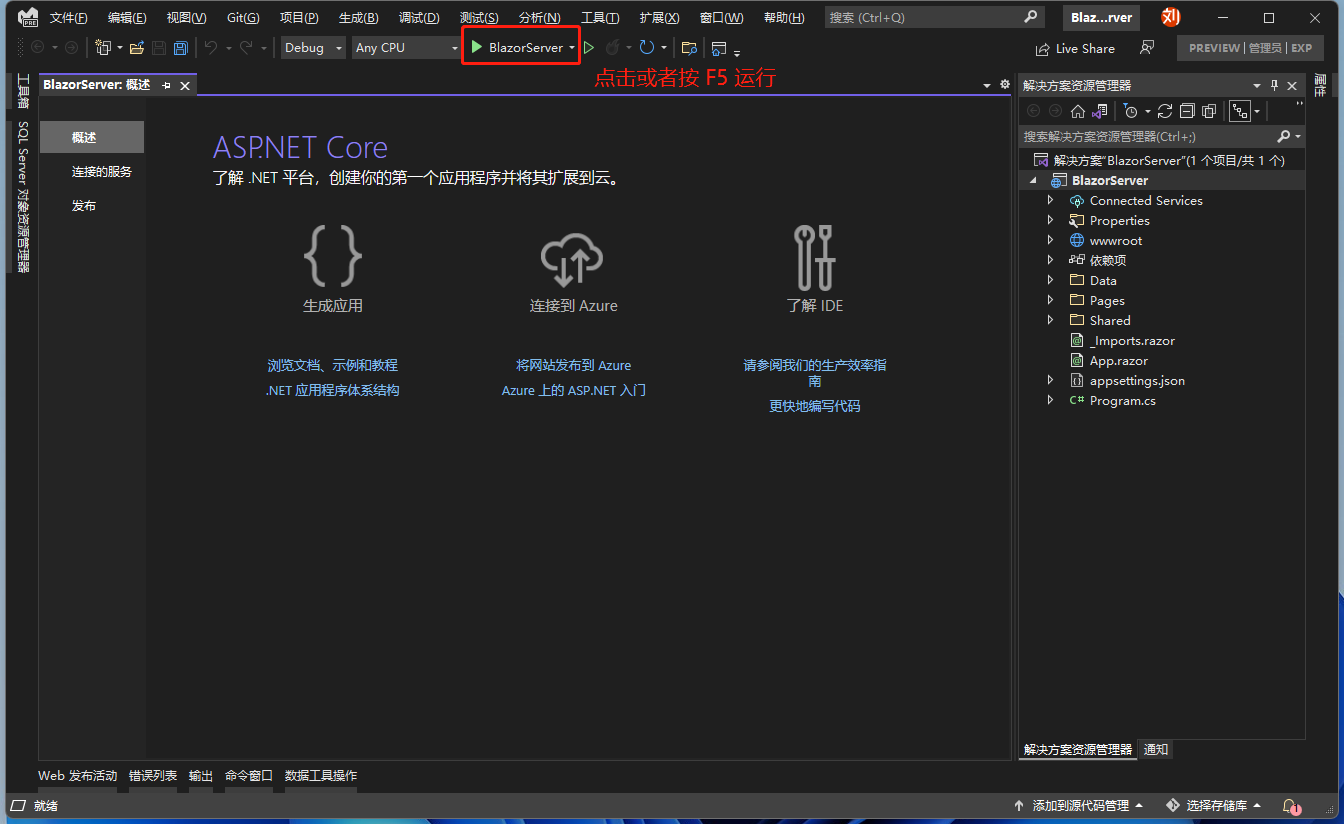 文件(F) 编辑(E) 视图(V) Git(G) 项目(P) 生成(B) 调试(D) 测试(S) 分析(N) 工具(T) 扩展(X) 窗口(W) 帮助(H) 搜索 (Ctrl+Q) Blaz...rver 刘
Debug Any CPU BlazorServer Live Share PREVIEW | 管理员 | EXP
点击或者按 F5 运行
工具箱
SQL Server 对象资源管理器
BlazorServer: 概述
概述
连接的服务
发布
ASP.NET Core
了解 .NET 平台，创建你的第一个应用程序并将其扩展到云。
生成应用
浏览文档、示例和教程
.NET 应用程序体系结构
连接到 Azure
将网站发布到 Azure
Azure 上的 ASP.NET 入门
了解 IDE
请参阅我们的生产效率指
南
更快地编写代码
解决方案资源管理器
搜索解决方案资源管理器(Ctrl+;)
解决方案"BlazorServer"(1 个项目/共 1 个)
BlazorServer
Connected Services
Properties
wwwroot
依赖项
Data
Pages
Shared
_Imports.razor
App.razor
appsettings.json
C# Program.cs
解决方案资源管理器 通知
属性
Web 发布活动 错误列表 输出 命令窗口 数据工具操作
就绪 添加到源代码管理 选择存储库 1